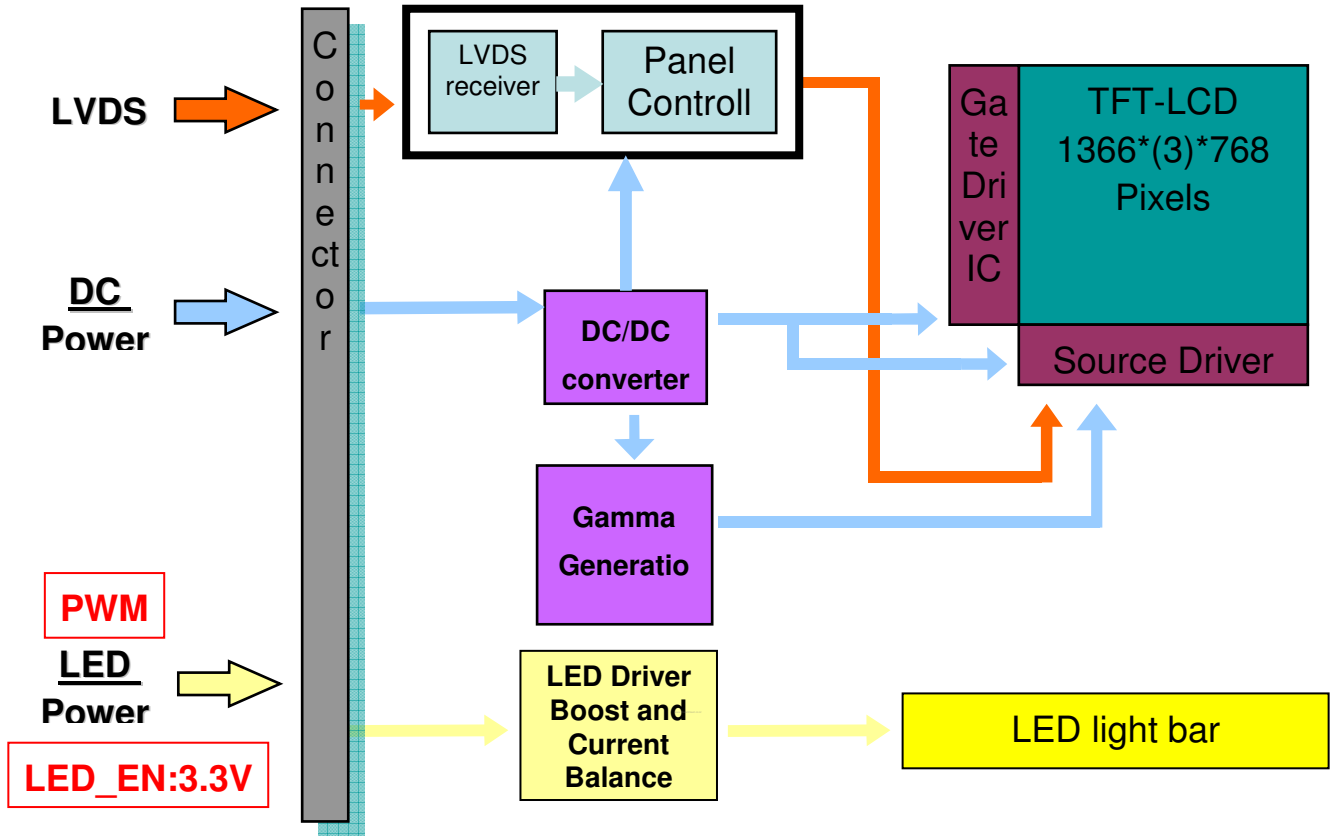 LVDS
DC
Power
PWM
LED
Power
LED_EN:3.3V
C
o
n
n
e
ct
o
r
LVDS
receiver
Panel
Controll
DC/DC
converter
Gamma
Generatio
LED Driver
Boost and
Current
Balance
Ga
te
Dri
ver
IC
TFT-LCD
1366*(3)*768
Pixels
Source Driver
LED light bar